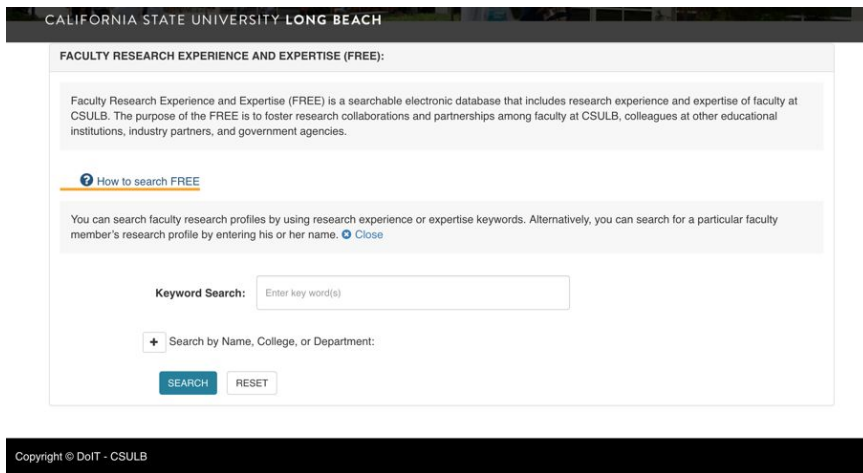 CALIFORNIA STATE UNIVERSITY LONG BEACH
FACULTY RESEARCH EXPERIENCE AND EXPERTISE (FREE):
Faculty Research Experience and Expertise (FREE) is a searchable electronic database that includes research experience and expertise of faculty at
CSULB. The purpose of the FREE is to foster research collaborations and partnerships among faculty at CSULB, colleagues at other educational
institutions, industry partners, and government agencies.
How to search FREE
You can search faculty research profiles by using research experience or expertise keywords. Alternatively, you can search for a particular faculty
member's research profile by entering his or her name. Close
Keyword Search: Enter key word(s)
+ Search by Name, College, or Department:
SEARCH RESET
Copyright © DoIT - CSULB